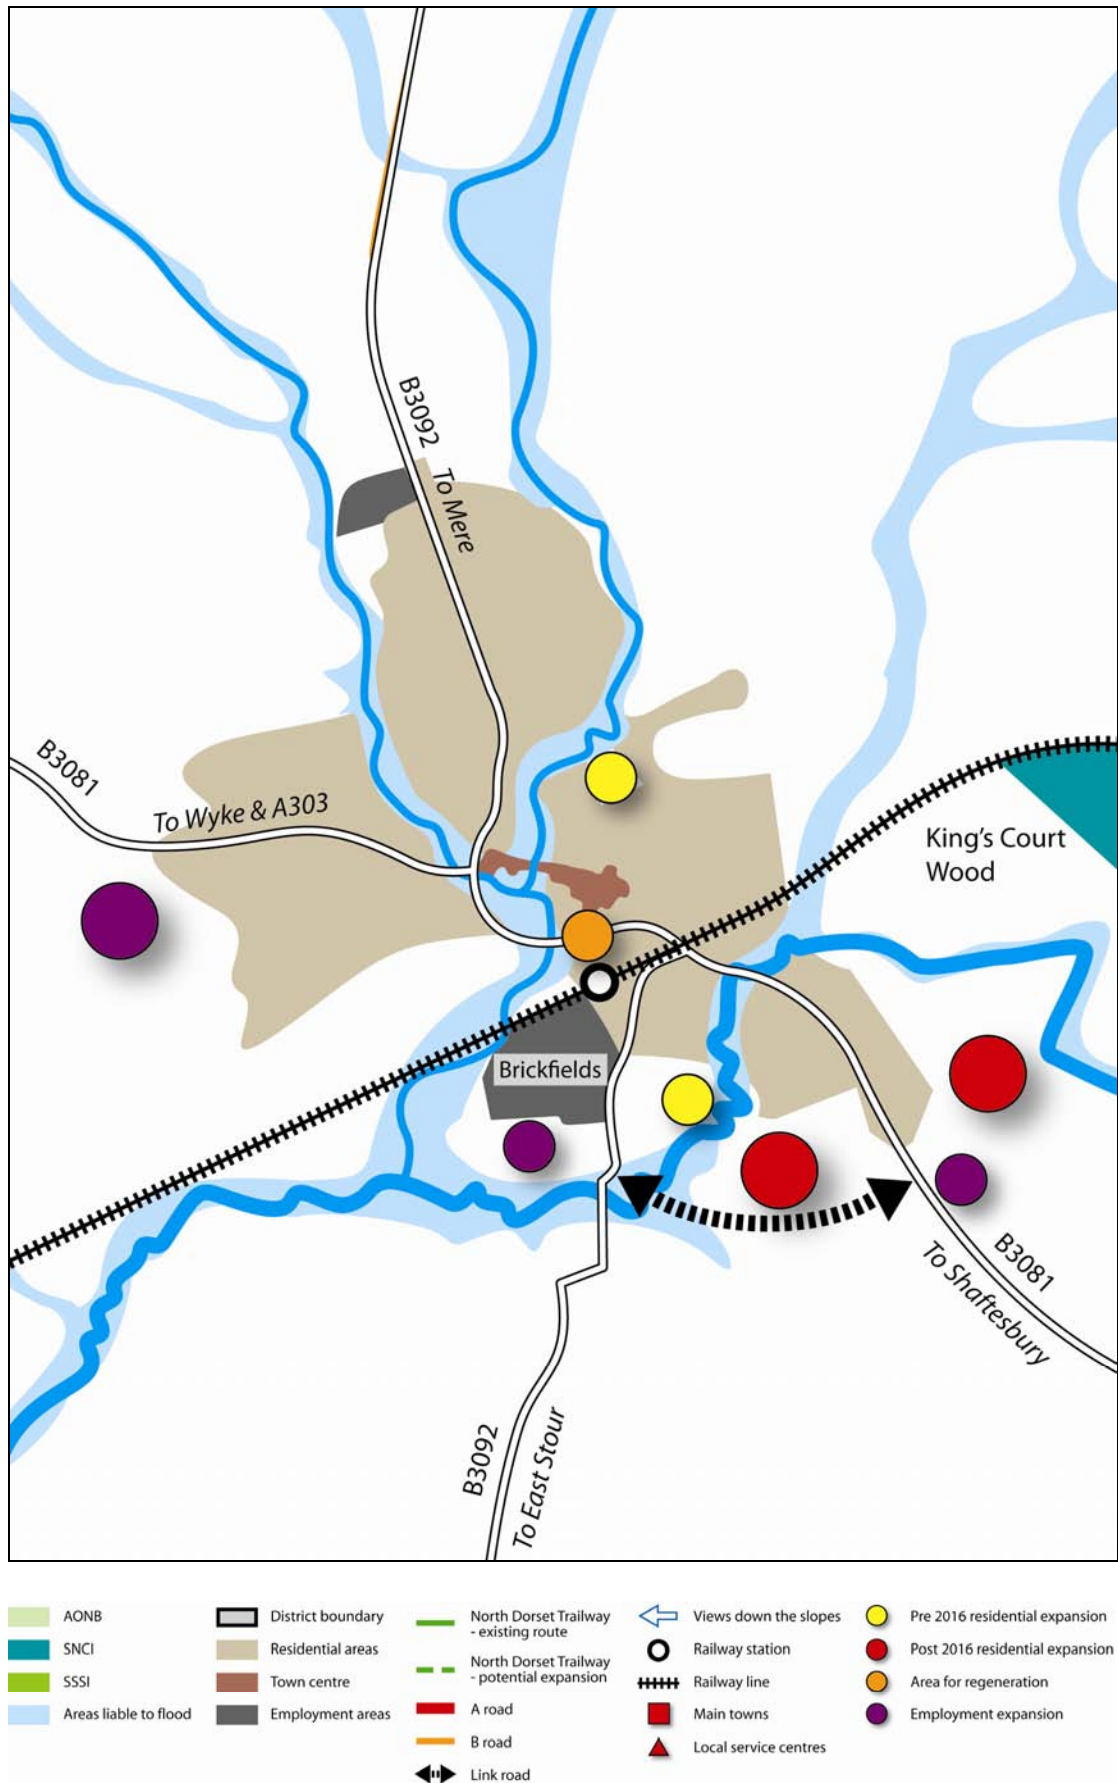 B3092
To Mere
B3081
To Wyke & A303
King's Court
Wood
Brickfields
B3081
To Shaftesbury
B3092
To East Stour
AONB
SNCI
SSSI
Areas liable to flood
District boundary
Residential areas
Town centre
Employment areas
North Dorset Trailway
- existing route
North Dorset Trailway
- potential expansion
A road
B road
Link road
Views down the slopes
Railway station
Railway line
Main towns
Local service centres
Pre 2016 residential expansion
Post 2016 residential expansion
Area for regeneration
Employment expansion